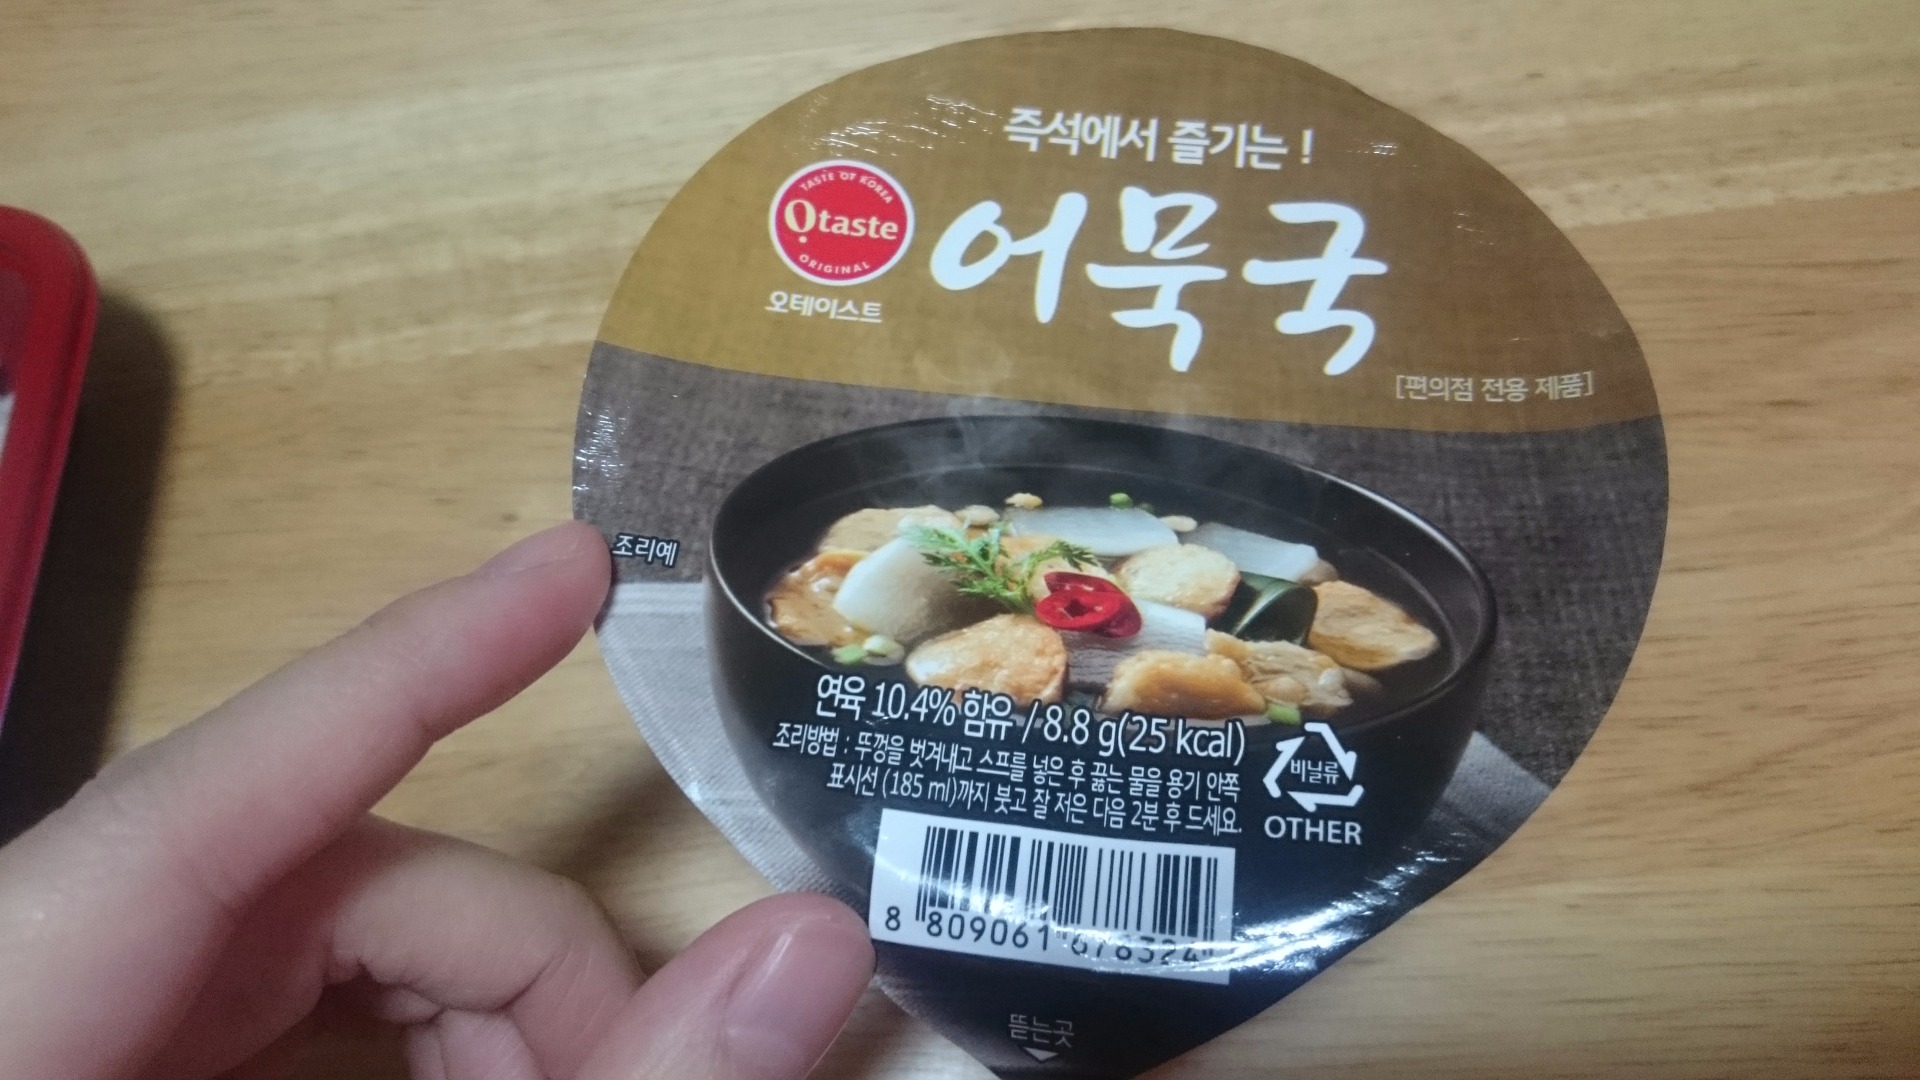 즉석에서 즐기는 !
TASTE OF KOREA
Otaste
ORIGINAL
오테이스트
어묵국
[편의점 전용 제품]
조리예
연육 10.4% 함유 / 8.8 g(25 kcal)
조리방법 : 뚜껑을 벗겨내고 스프를 넣은 후 끓는 물을 용기 안쪽
표시선 (185 ml)까지 붓고 잘 저은 다음 2분 후 드세요.
비닐류
OTHER
8 809061 678324
뜯는곳